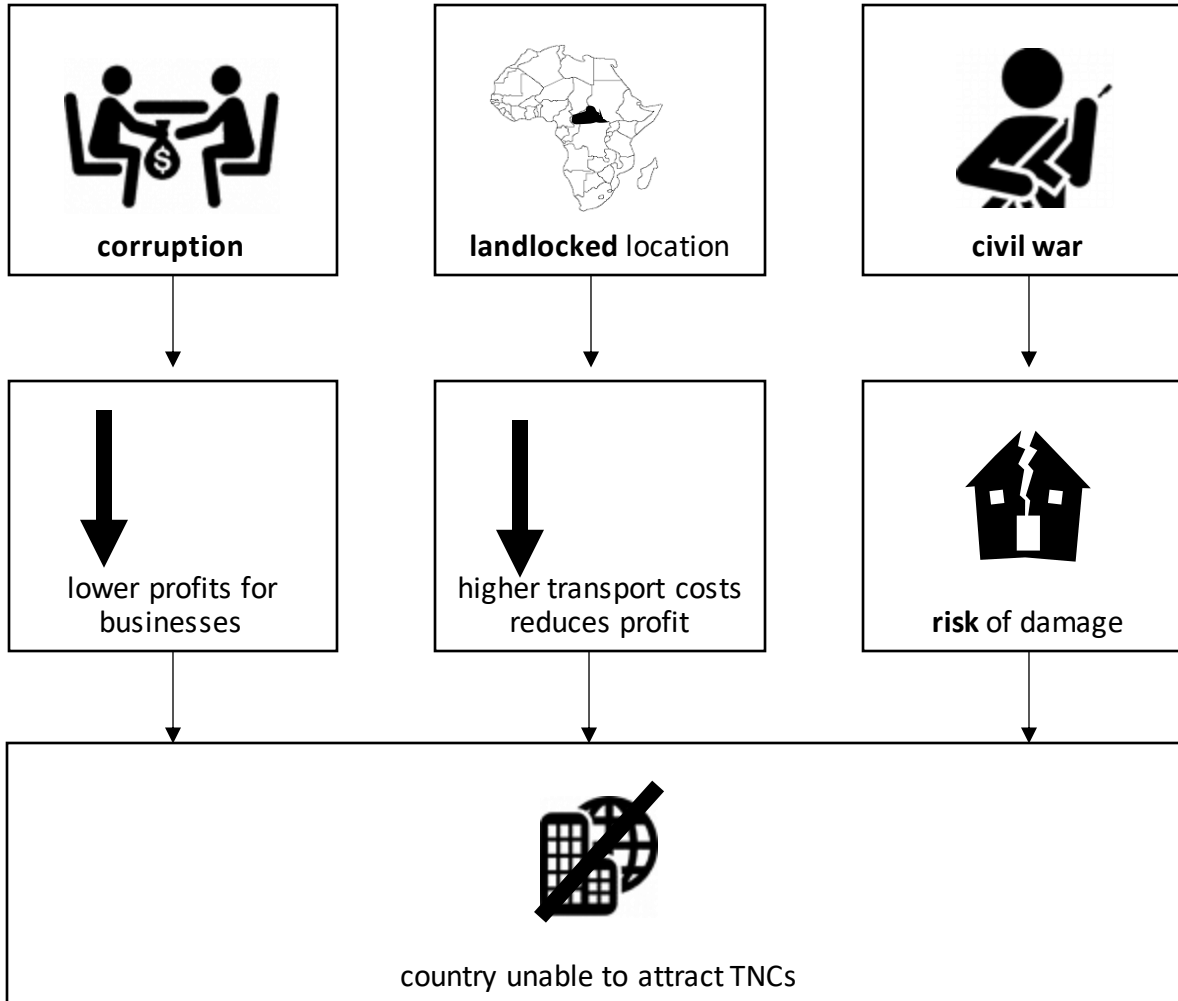 $
corruption
landlocked location
civil war
lower profits for
businesses
higher transport costs
reduces profit
risk of damage
country unable to attract TNCs